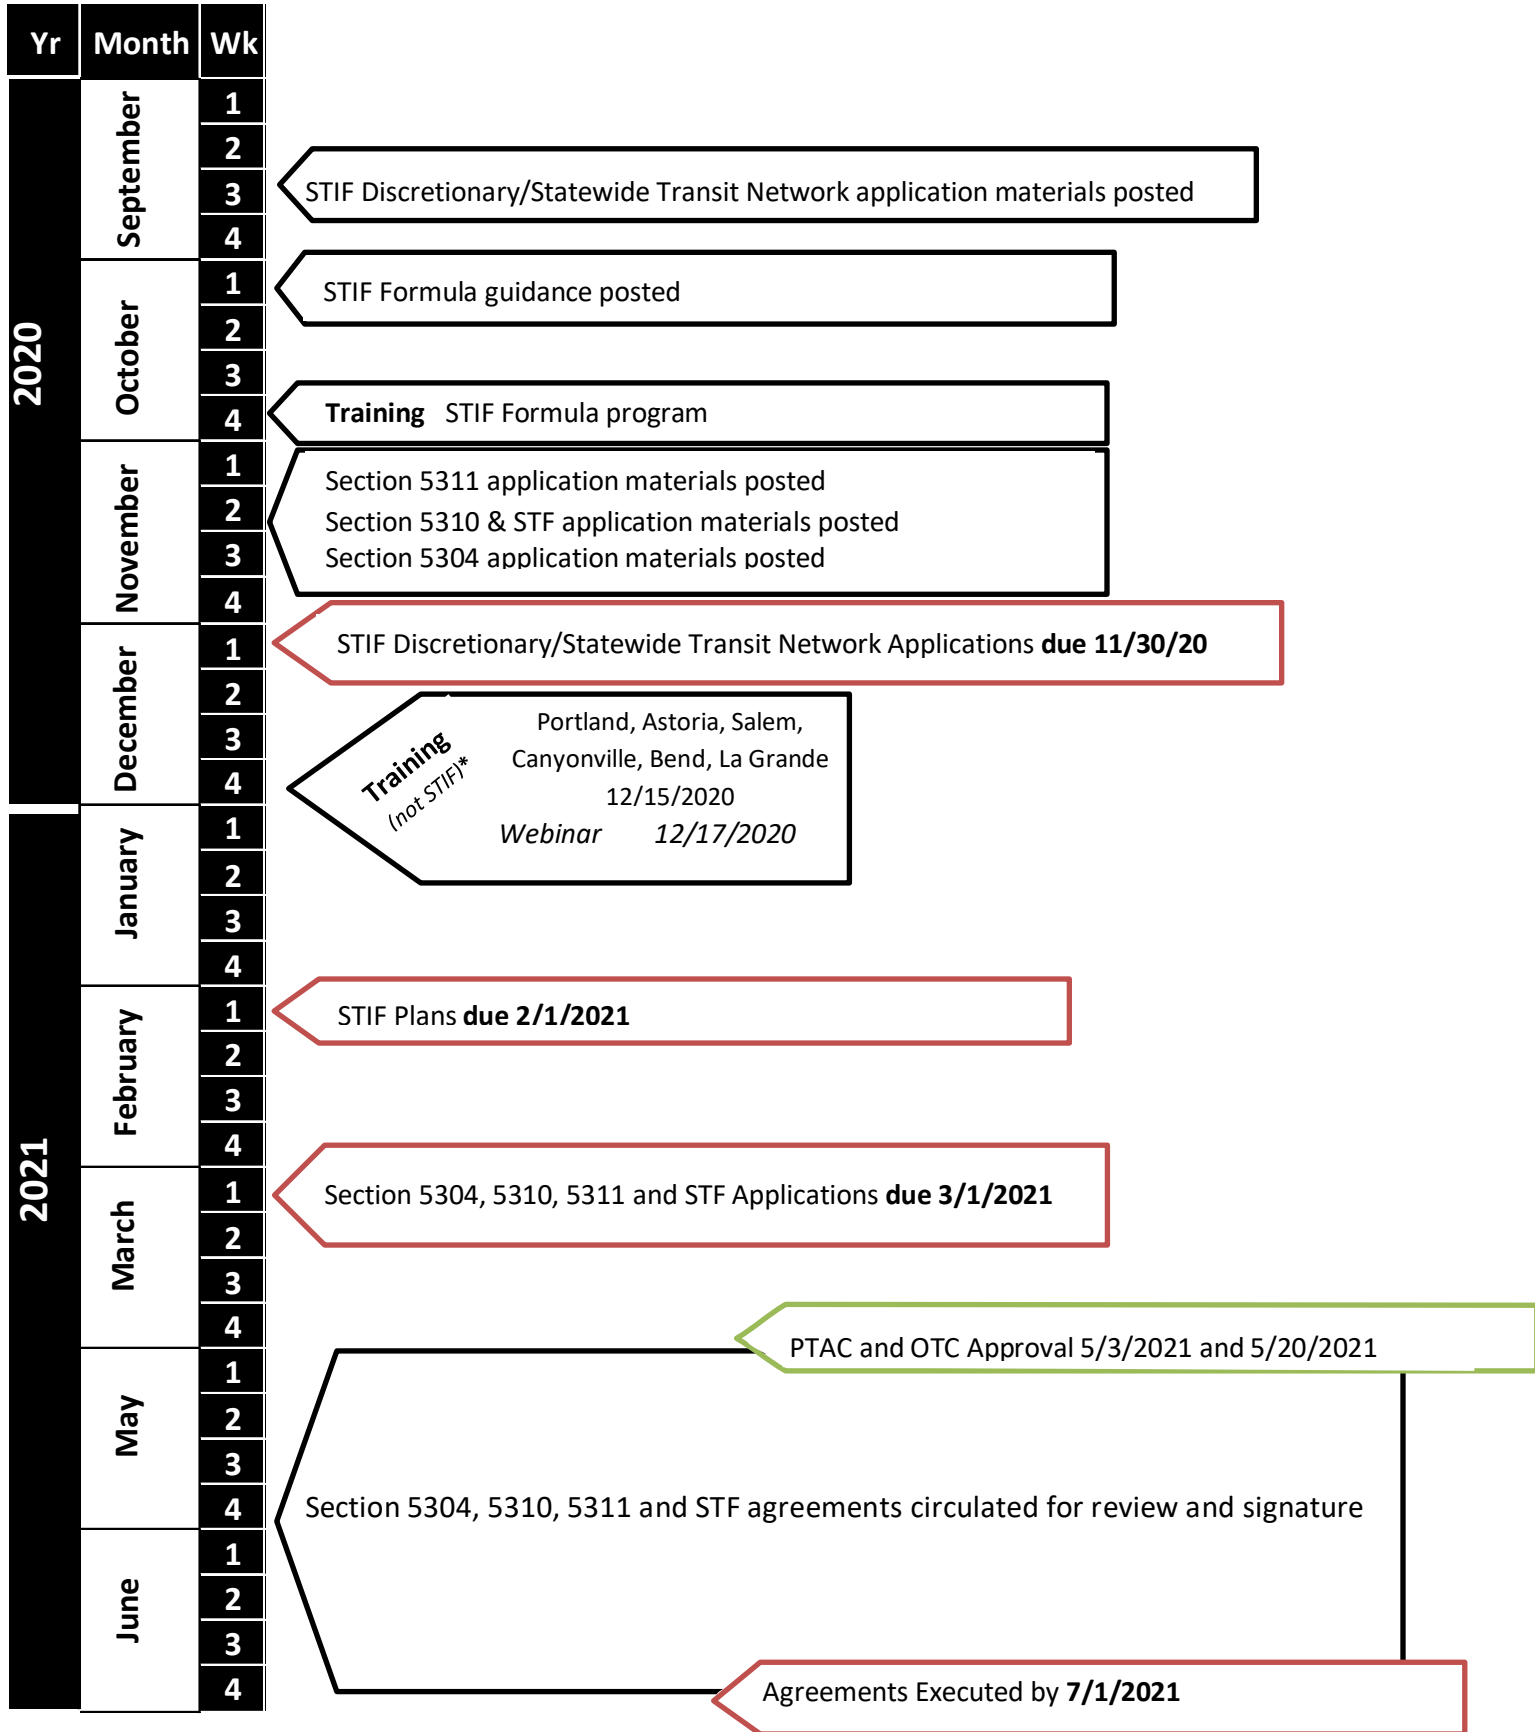 Yr Month Wk
2020
September
1
2
3
4
STIF Discretionary/Statewide Transit Network application materials posted
October
1
2
3
4
STIF Formula guidance posted
Training STIF Formula program
November
1
2
3
4
Section 5311 application materials posted
Section 5310 & STF application materials posted
Section 5304 application materials posted
December
1
2
3
4
STIF Discretionary/Statewide Transit Network Applications due 11/30/20
Training
(not STIF)*
Portland, Astoria, Salem,
Canyonville, Bend, La Grande
12/15/2020
Webinar 12/17/2020
2021
January
1
2
3
4
February
1
2
3
4
STIF Plans due 2/1/2021
March
1
2
3
4
Section 5304, 5310, 5311 and STF Applications due 3/1/2021
PTAC and OTC Approval 5/3/2021 and 5/20/2021
May
1
2
3
4
Section 5304, 5310, 5311 and STF agreements circulated for review and signature
June
1
2
3
4
Agreements Executed by 7/1/2021